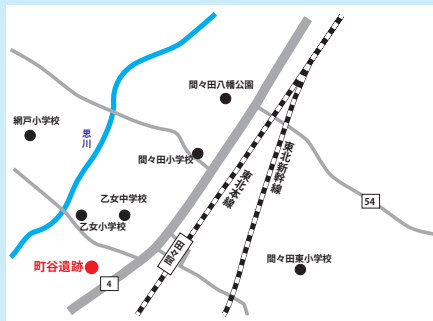 間々田八幡公園
網戸小学校
思川
間々田小学校
東北本線
東北新幹線
乙女中学校
54
乙女小学校
間々田
町谷遺跡
間々田東小学校
4